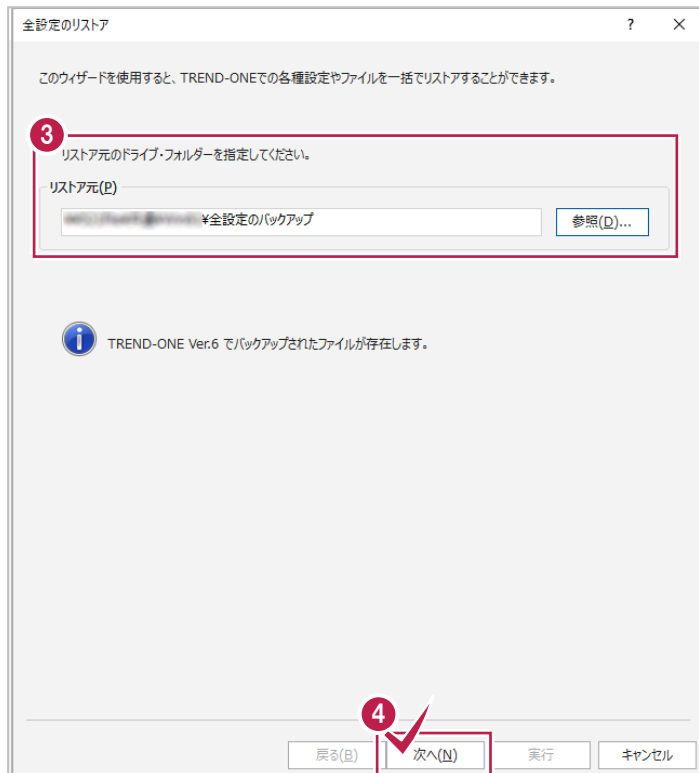 全設定のリストア ? ×
このウィザードを使用すると、TREND-ONEでの各種設定やファイルを一括でリストアすることができます。
3
リストア元のドライブ・フォルダーを指定してください。
リストア元(P)
¥全設定のバックアップ 参照(D)...
i TREND-ONE Ver.6 でバックアップされたファイルが存在します。
4
戻る(B) 次へ(N) 実行 キャンセル